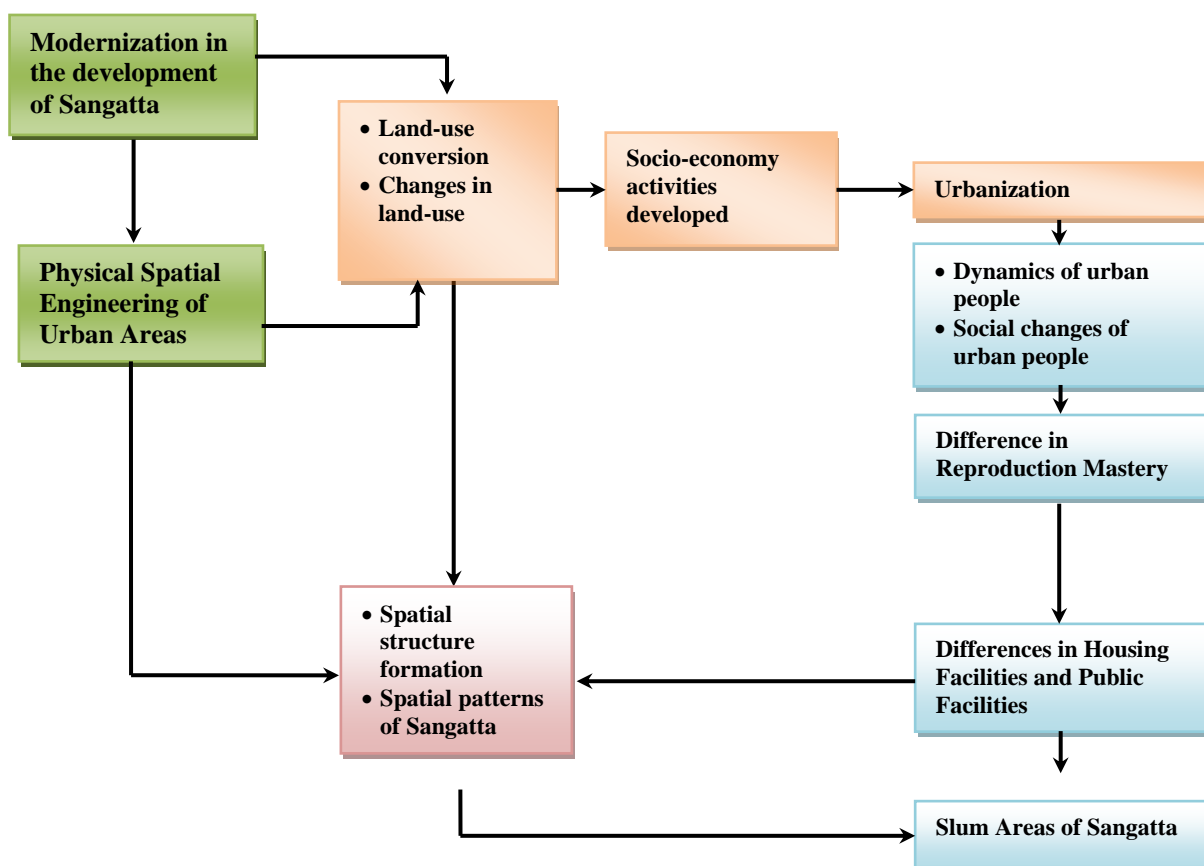 Modernization in
the development
of Sangatta
• Land-use
conversion
• Changes in
land-use
Socio-economy
activities
developed
Urbanization
Physical Spatial
Engineering of
Urban Areas
• Dynamics of urban
people
• Social changes of
urban people
Difference in
Reproduction Mastery
• Spatial
structure
formation
• Spatial patterns
of Sangatta
Differences in Housing
Facilities and Public
Facilities
Slum Areas of Sangatta